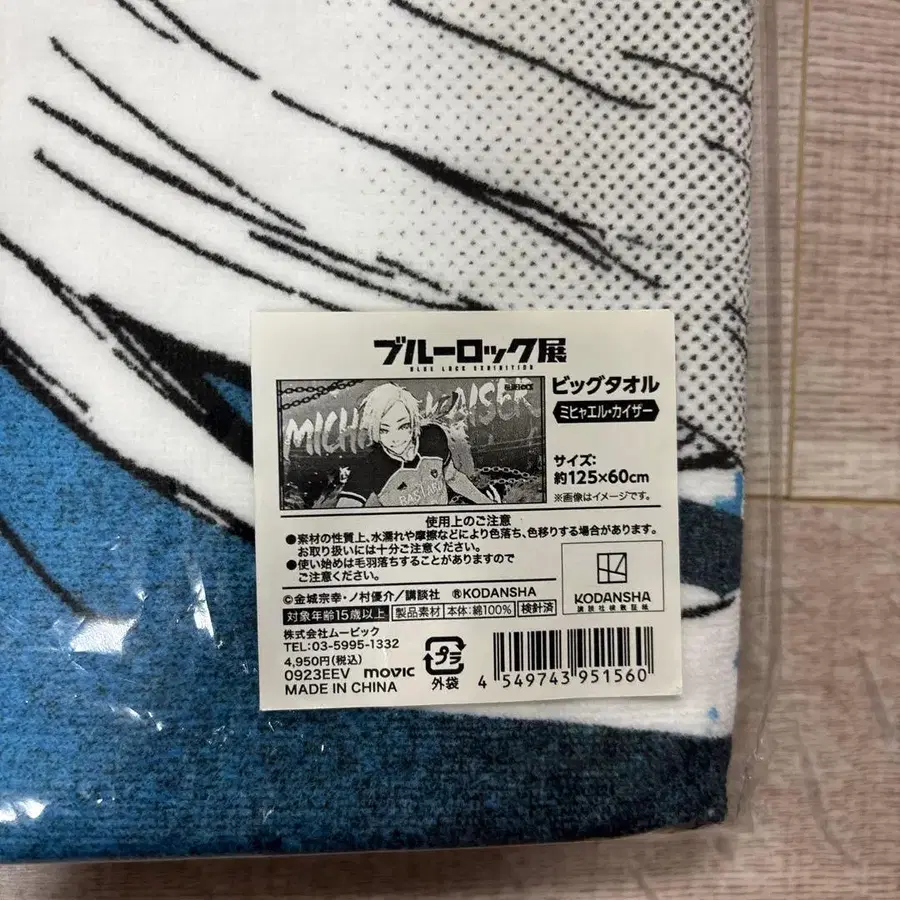 ブルーロック展
BLUE LOCK EXHIBITION
ビッグタオル
ミヒャエル・カイザー
サイズ:
約125×60cm
※画像はイメージです。
使用上のご注意
●素材の性質上、水濡れや摩擦などにより色落ち、色移りする場合があります。
お取り扱いには十分ご注意ください。
●使い始めは毛羽落ちすることがありますので
ご注意ください。
©金城宗幸・ノ村優介/講談社 ®KODANSHA
対象年齢15歳以上 製品素材 本体:綿100% 検針済
KODANSHA
株式会社ムービック
TEL:03-5995-1332
4,950円(税込)
0923EEV movic
MADE IN CHINA
プラ
外袋
4 549743 951560